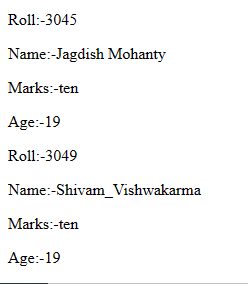 Roll:-3045
Name:-Jagdish Mohanty
Marks:-ten
Age:-19
Roll:-3049
Name:-Shivam_Vishwakarma
Marks:-ten
Age:-19